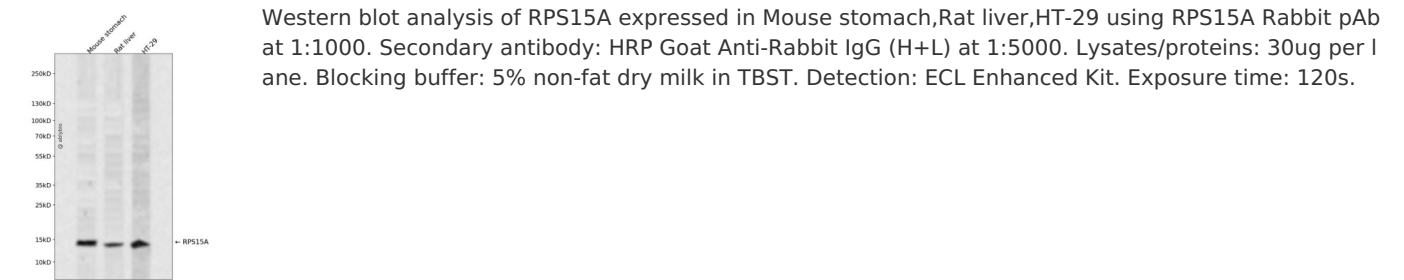 Western blot analysis of RPS15A expressed in Mouse stomach,Rat liver,HT-29 using RPS15A Rabbit pAb
at 1:1000. Secondary antibody: HRP Goat Anti-Rabbit IgG (H+L) at 1:5000. Lysates/proteins: 30ug per l
ane. Blocking buffer: 5% non-fat dry milk in TBST. Detection: ECL Enhanced Kit. Exposure time: 120s.
Mouse stomach
Rat liver
HT-29
250kD
130kD
100kD
70kD
55kD
35kD
25kD
15kD
← RPS15A
10kD